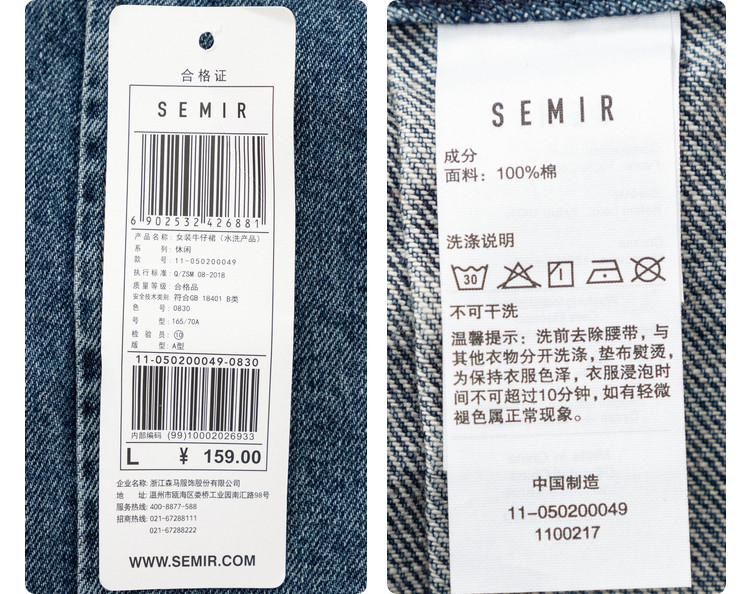 合格证
SEMIR
6 902532 426881
产品名称: 女装牛仔裙（水洗产品）
系 列: 休闲
款 号: 11-050200049
执行标准: Q/ZSM 08-2018
质量等级: 合格品
安全技术类别 符合GB 18401 B类
色 号: 0830
号 型: 165/70A
检 验 员: ⑩
版 型: A型
11-050200049-0830
内部编码 (99)10002026933
L ¥ 159.00
企业名称: 浙江森马服饰股份有限公司
地 址: 温州市瓯海区娄桥工业园南汇路98号
服务热线: 400-8877-588
招商热线: 021-67288111
021-67288222
WWW.SEMIR.COM
SEMIR
成分
面料: 100%棉
洗涤说明
30
不可干洗
温馨提示: 洗前去除腰带, 与
其他衣物分开洗涤, 垫布熨烫,
为保持衣服色泽, 衣服浸泡时
间不可超过10分钟, 如有轻微
褪色属正常现象。
中国制造
11-050200049
1100217